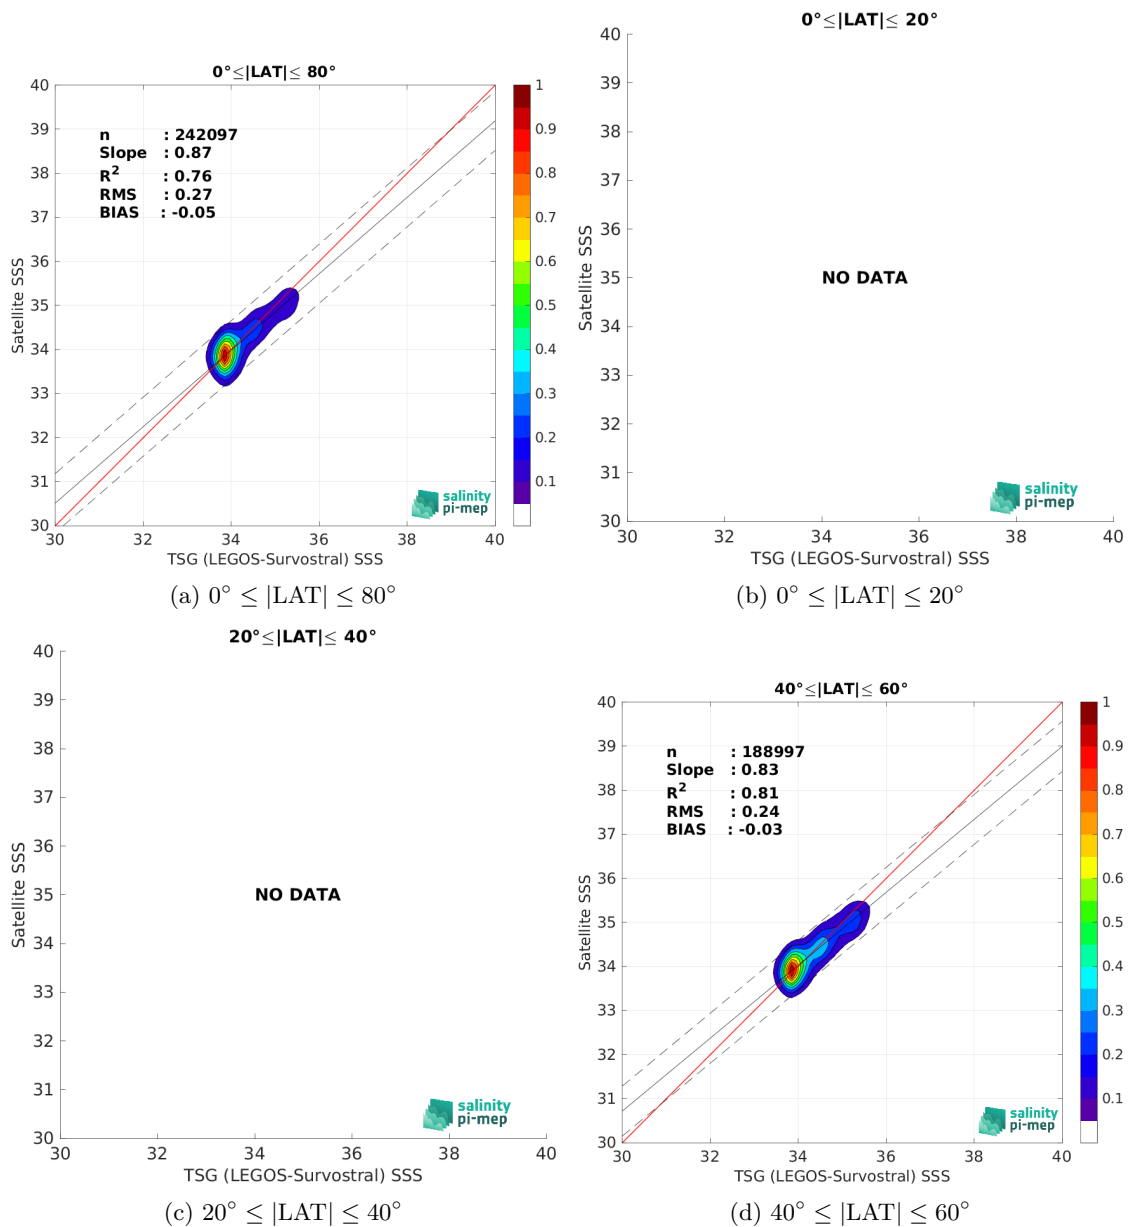 0°≤|LAT|≤ 80°
40
39
38
37
36
35
34
33
32
31
30
Satellite SSS
n : 242097
Slope : 0.87
R² : 0.76
RMS : 0.27
BIAS : -0.05
salinity
pi-mep
30 32 34 36 38 40
TSG (LEGOS-Survostral) SSS
1
0.9
0.8
0.7
0.6
0.5
0.4
0.3
0.2
0.1
(a) 0° ≤ |LAT| ≤ 80°
0°≤|LAT|≤ 20°
40
39
38
37
36
35
34
33
32
31
30
Satellite SSS
NO DATA
salinity
pi-mep
30 32 34 36 38 40
TSG (LEGOS-Survostral) SSS
(b) 0° ≤ |LAT| ≤ 20°
20°≤|LAT|≤ 40°
40
39
38
37
36
35
34
33
32
31
30
Satellite SSS
NO DATA
salinity
pi-mep
30 32 34 36 38 40
TSG (LEGOS-Survostral) SSS
(c) 20° ≤ |LAT| ≤ 40°
40°≤|LAT|≤ 60°
40
39
38
37
36
35
34
33
32
31
30
Satellite SSS
n : 188997
Slope : 0.83
R² : 0.81
RMS : 0.24
BIAS : -0.03
salinity
pi-mep
30 32 34 36 38 40
TSG (LEGOS-Survostral) SSS
1
0.9
0.8
0.7
0.6
0.5
0.4
0.3
0.2
0.1
(d) 40° ≤ |LAT| ≤ 60°